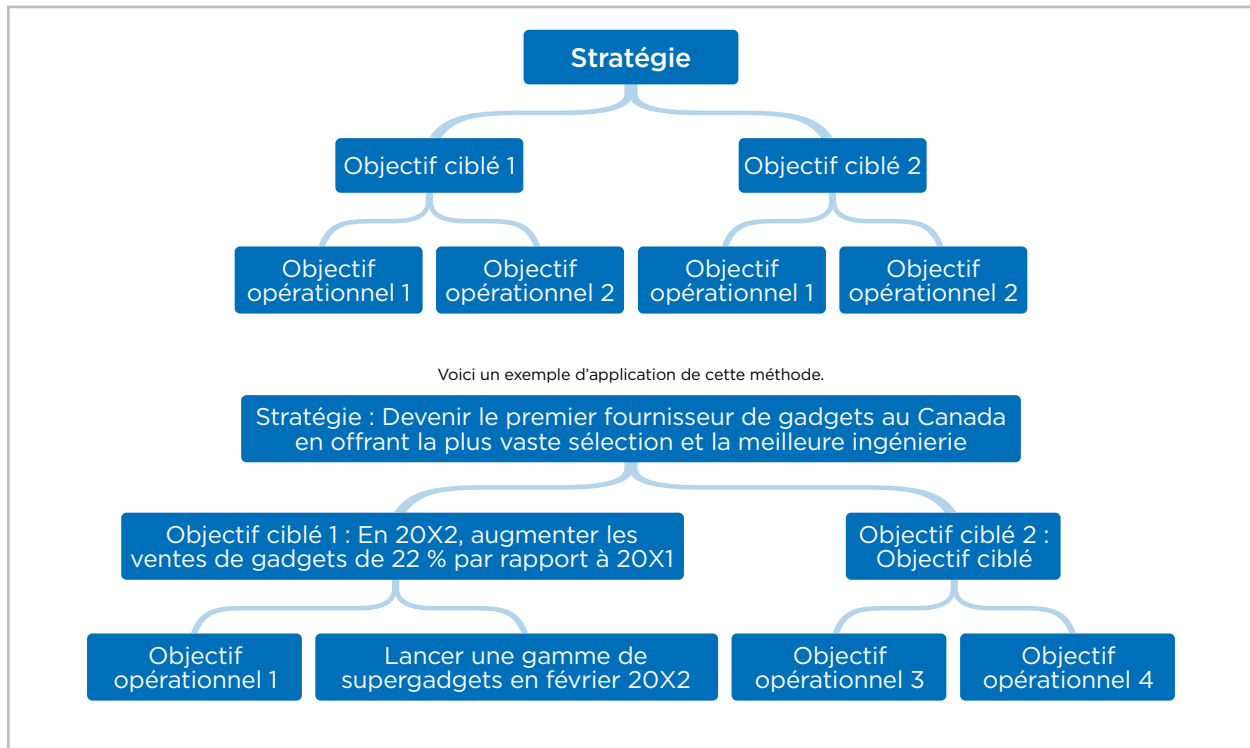 Stratégie
Objectif ciblé 1
Objectif ciblé 2
Objectif
opérationnel 1
Objectif
opérationnel 2
Objectif
opérationnel 1
Objectif
opérationnel 2
Voici un exemple d’application de cette méthode.
Stratégie : Devenir le premier fournisseur de gadgets au Canada
en offrant la plus vaste sélection et la meilleure ingénierie
Objectif ciblé 1 : En 20X2, augmenter les
ventes de gadgets de 22 % par rapport à 20X1
Objectif ciblé 2 :
Objectif ciblé
Objectif
opérationnel 1
Lancer une gamme de
supergadgets en février 20X2
Objectif
opérationnel 3
Objectif
opérationnel 4